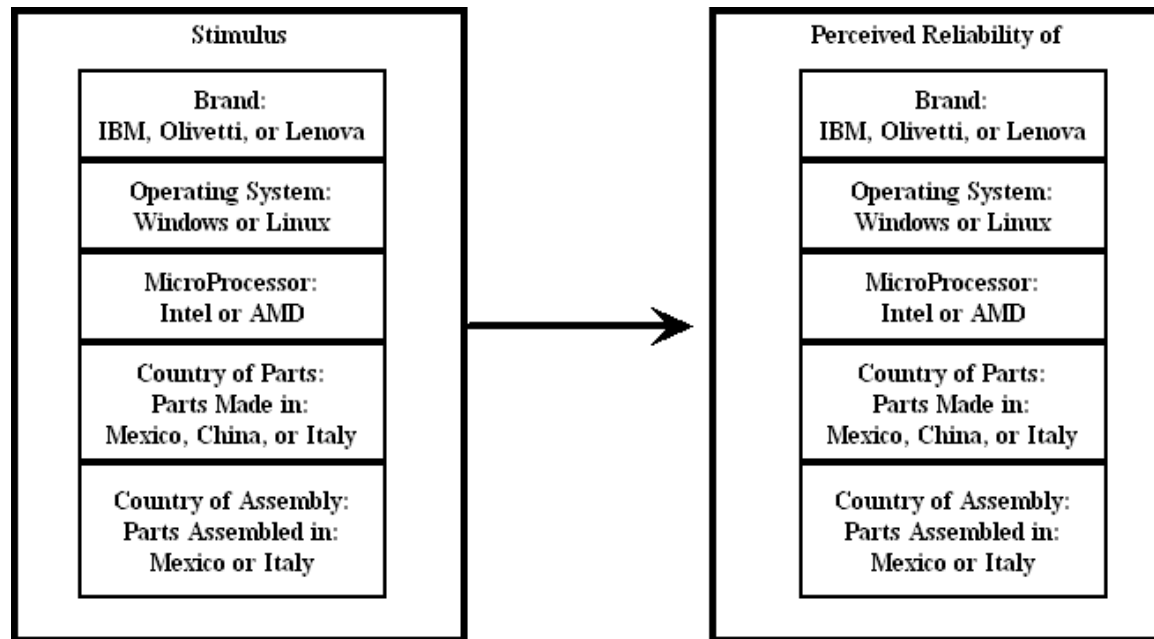 Stimulus
Brand:
IBM, Olivetti, or Lenova
Operating System:
Windows or Linux
MicroProcessor:
Intel or AMD
Country of Parts:
Parts Made in:
Mexico, China, or Italy
Country of Assembly:
Parts Assembled in:
Mexico or Italy
Perceived Reliability of
Brand:
IBM, Olivetti, or Lenova
Operating System:
Windows or Linux
MicroProcessor:
Intel or AMD
Country of Parts:
Parts Made in:
Mexico, China, or Italy
Country of Assembly:
Parts Assembled in:
Mexico or Italy